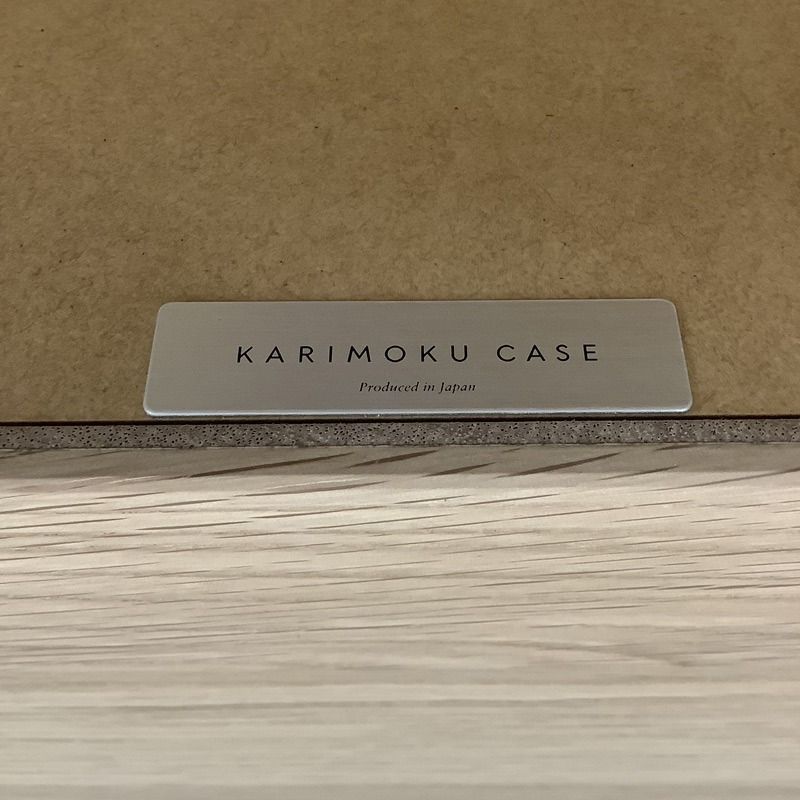 KARIMOKU CASE
Produced in Japan